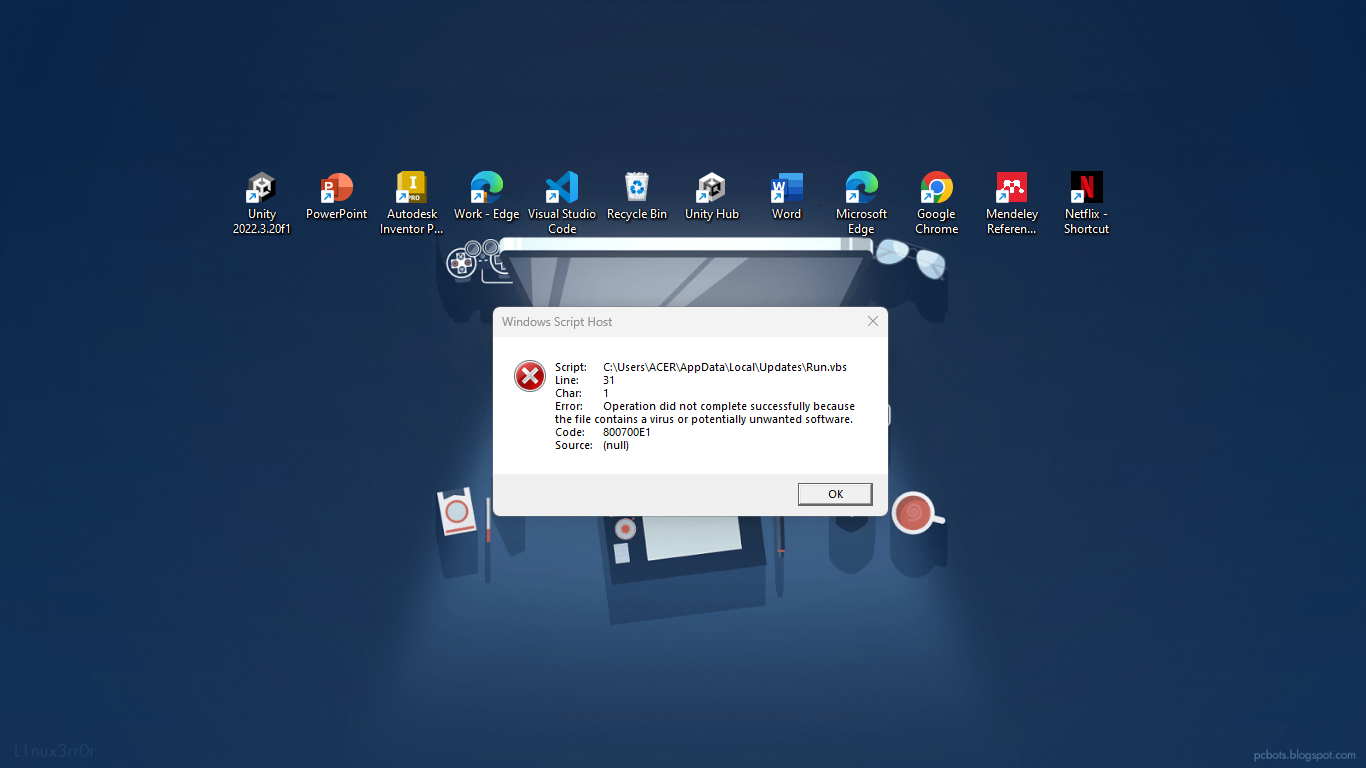 Unity
2022.3.20f1
PowerPoint
Autodesk
Inventor P...
Work - Edge
Visual Studio
Code
Recycle Bin
Unity Hub
Word
Microsoft
Edge
Google
Chrome
Mendeley
Referen...
Netflix -
Shortcut
Windows Script Host
Script: C:\Users\ACER\AppData\Local\Updates\Run.vbs
Line: 31
Char: 1
Error: Operation did not complete successfully because
the file contains a virus or potentially unwanted software.
Code: 800700E1
Source: (null)
OK
L1nux3rr0r
pcbots.blogspot.com